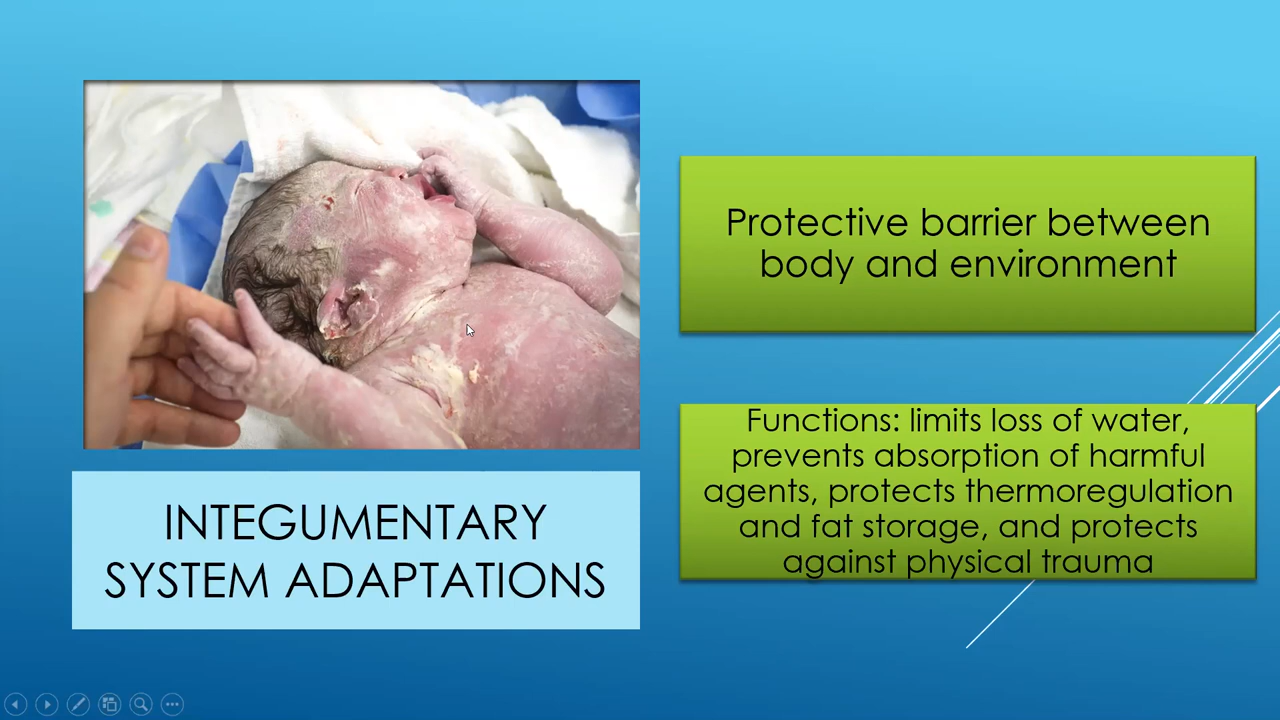 Protective barrier between
body and environment
Functions: limits loss of water,
prevents absorption of harmful
agents, protects thermoregulation
and fat storage, and protects
against physical trauma
INTEGUMENTARY
SYSTEM ADAPTATIONS